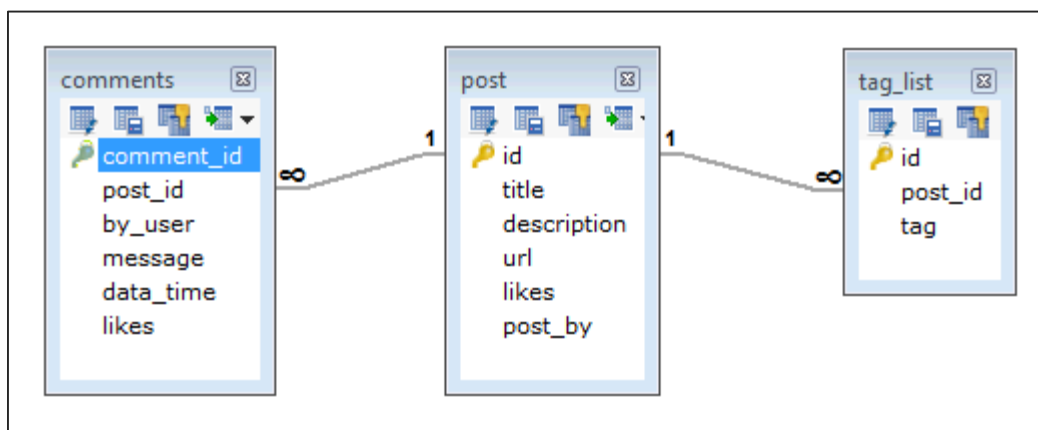 comments
comment_id
post_id
by_user
message
data_time
likes
∞
1
post
id
title
description
url
likes
post_by
1
∞
tag_list
id
post_id
tag